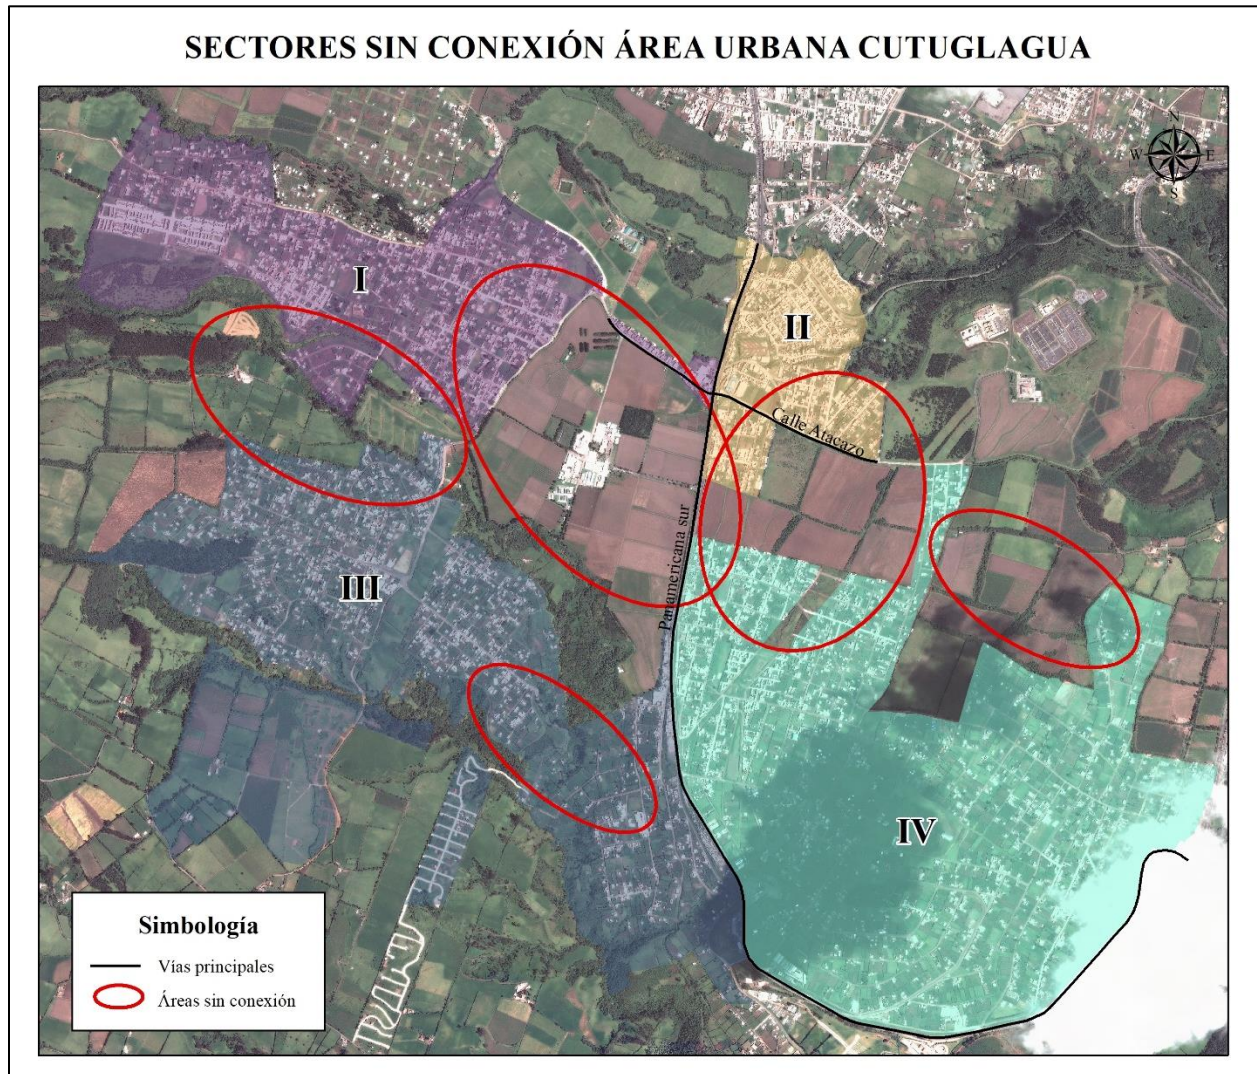 SECTORES SIN CONEXIÓN ÁREA URBANA CUTUGLAGUA
N
W E
S
I
II
Calle Atacazo
Panamericana sur
III
IV
Simbología
Vías principales
Áreas sin conexión